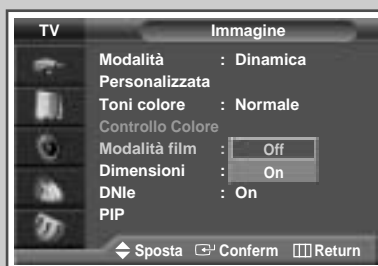 TV Immagine
Modalità : Dinamica
Personalizzata
Toni colore : Normale
Controllo Colore
Modalità film : Off
Dimensioni : On
DNIe : On
PIP
Sposta Conferm Return